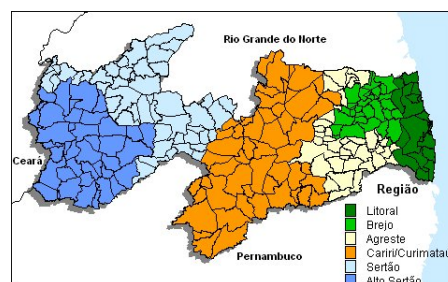 Rio Grande do Norte
Ceará
Pernambuco
Região
Litoral
Brejo
Agreste
Cariri/Curimatau
Sertão
Alto Sertão